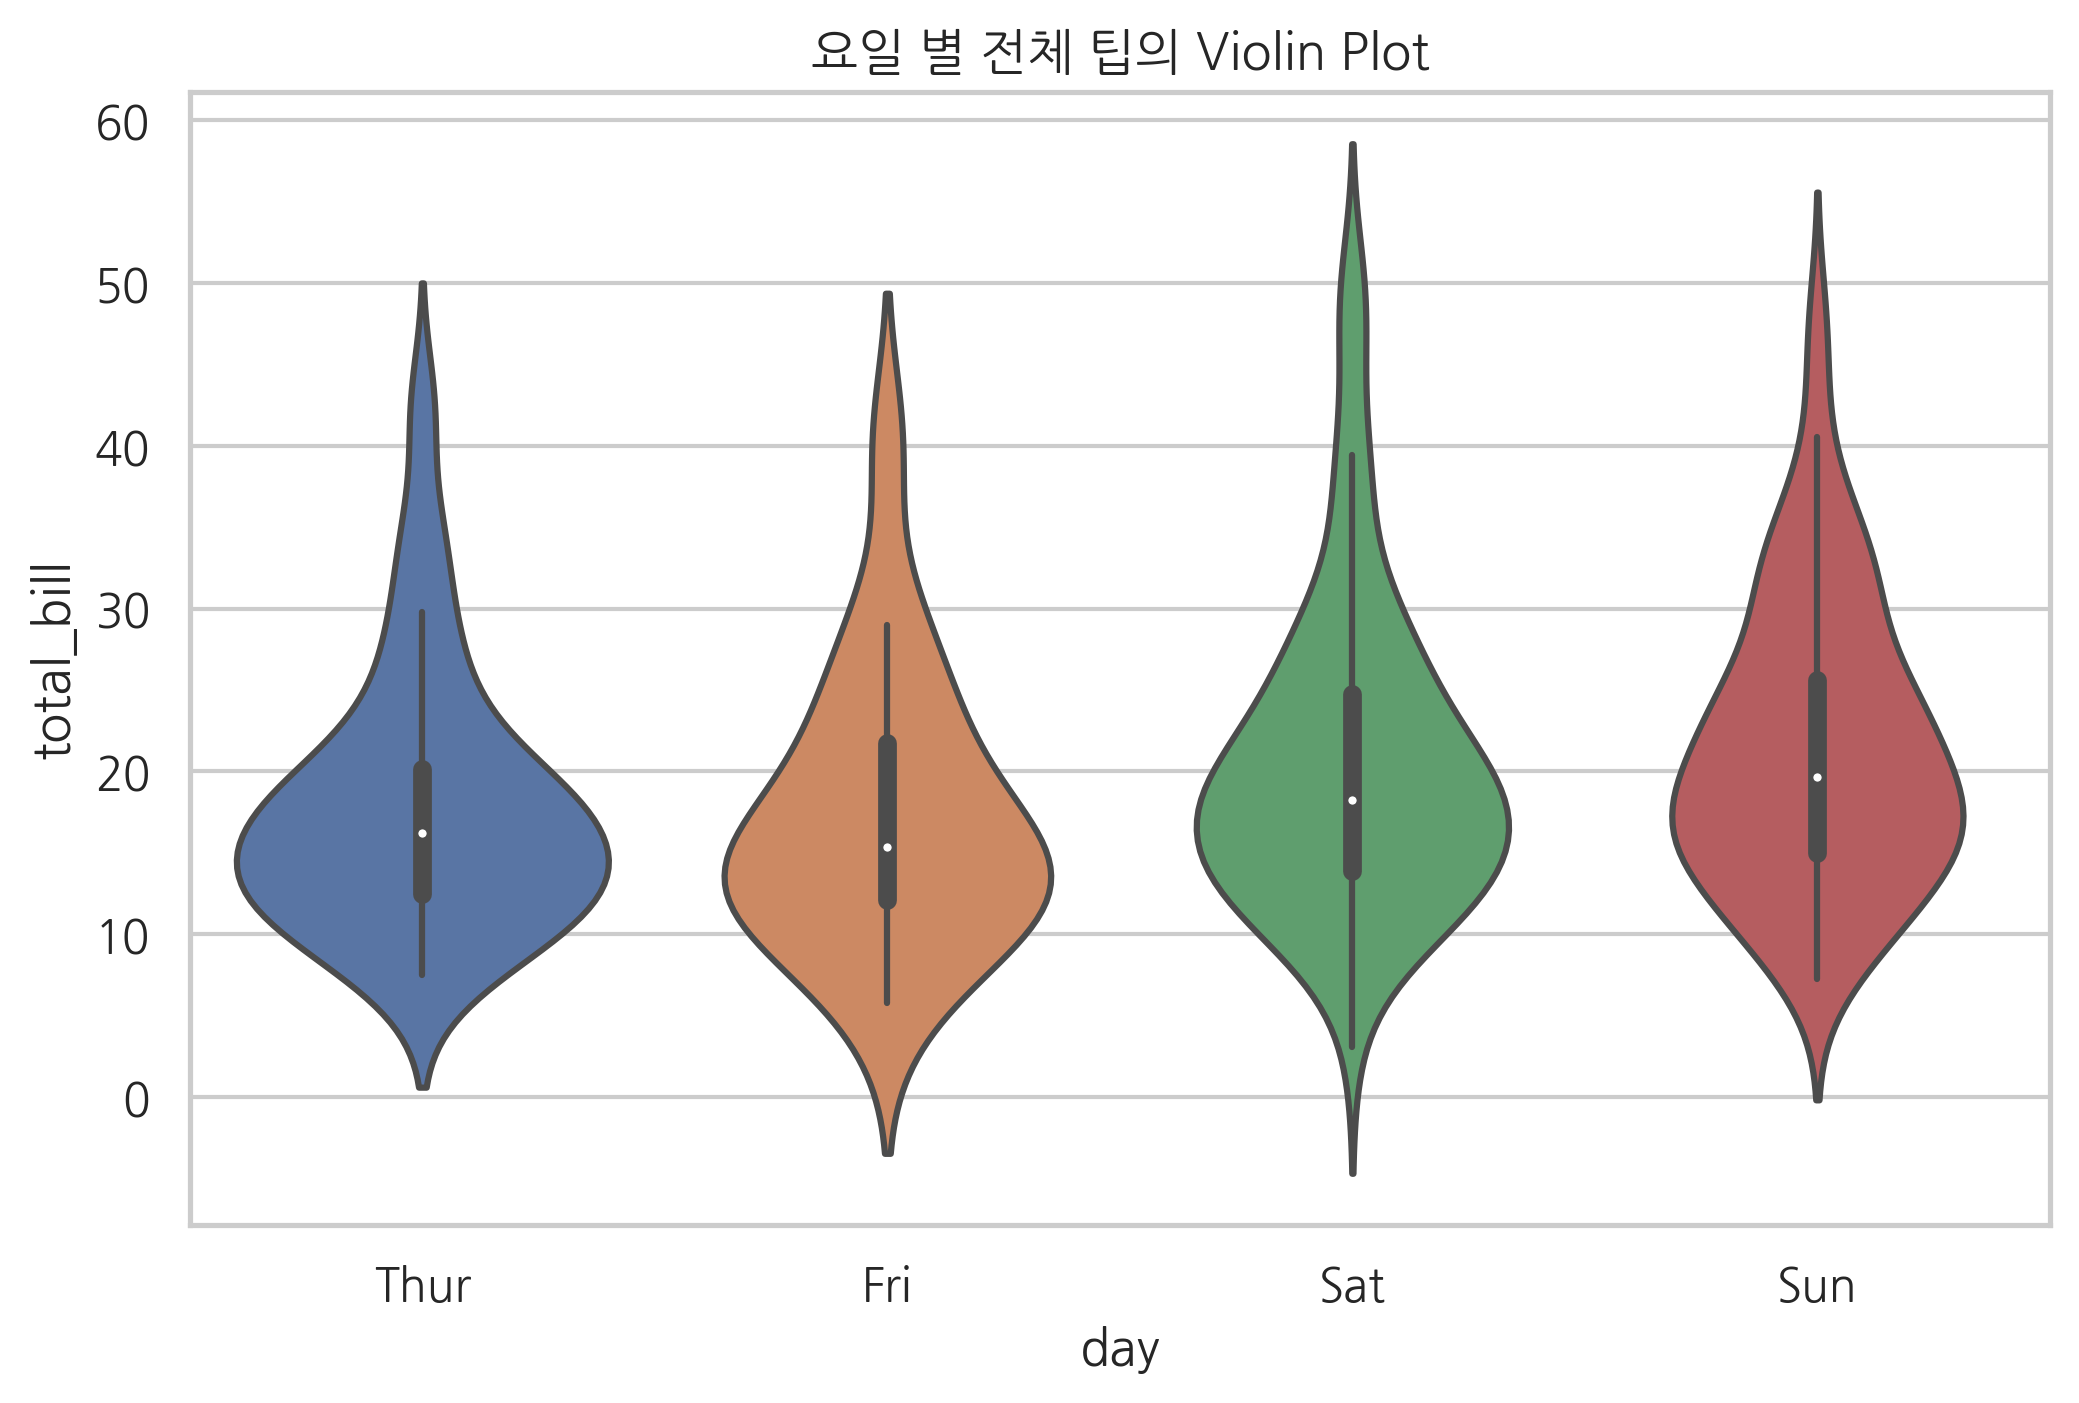 요일 별 전체 팁의 Violin Plot
60
50
40
30
20
10
0
total_bill
Thur Fri Sat Sun
day